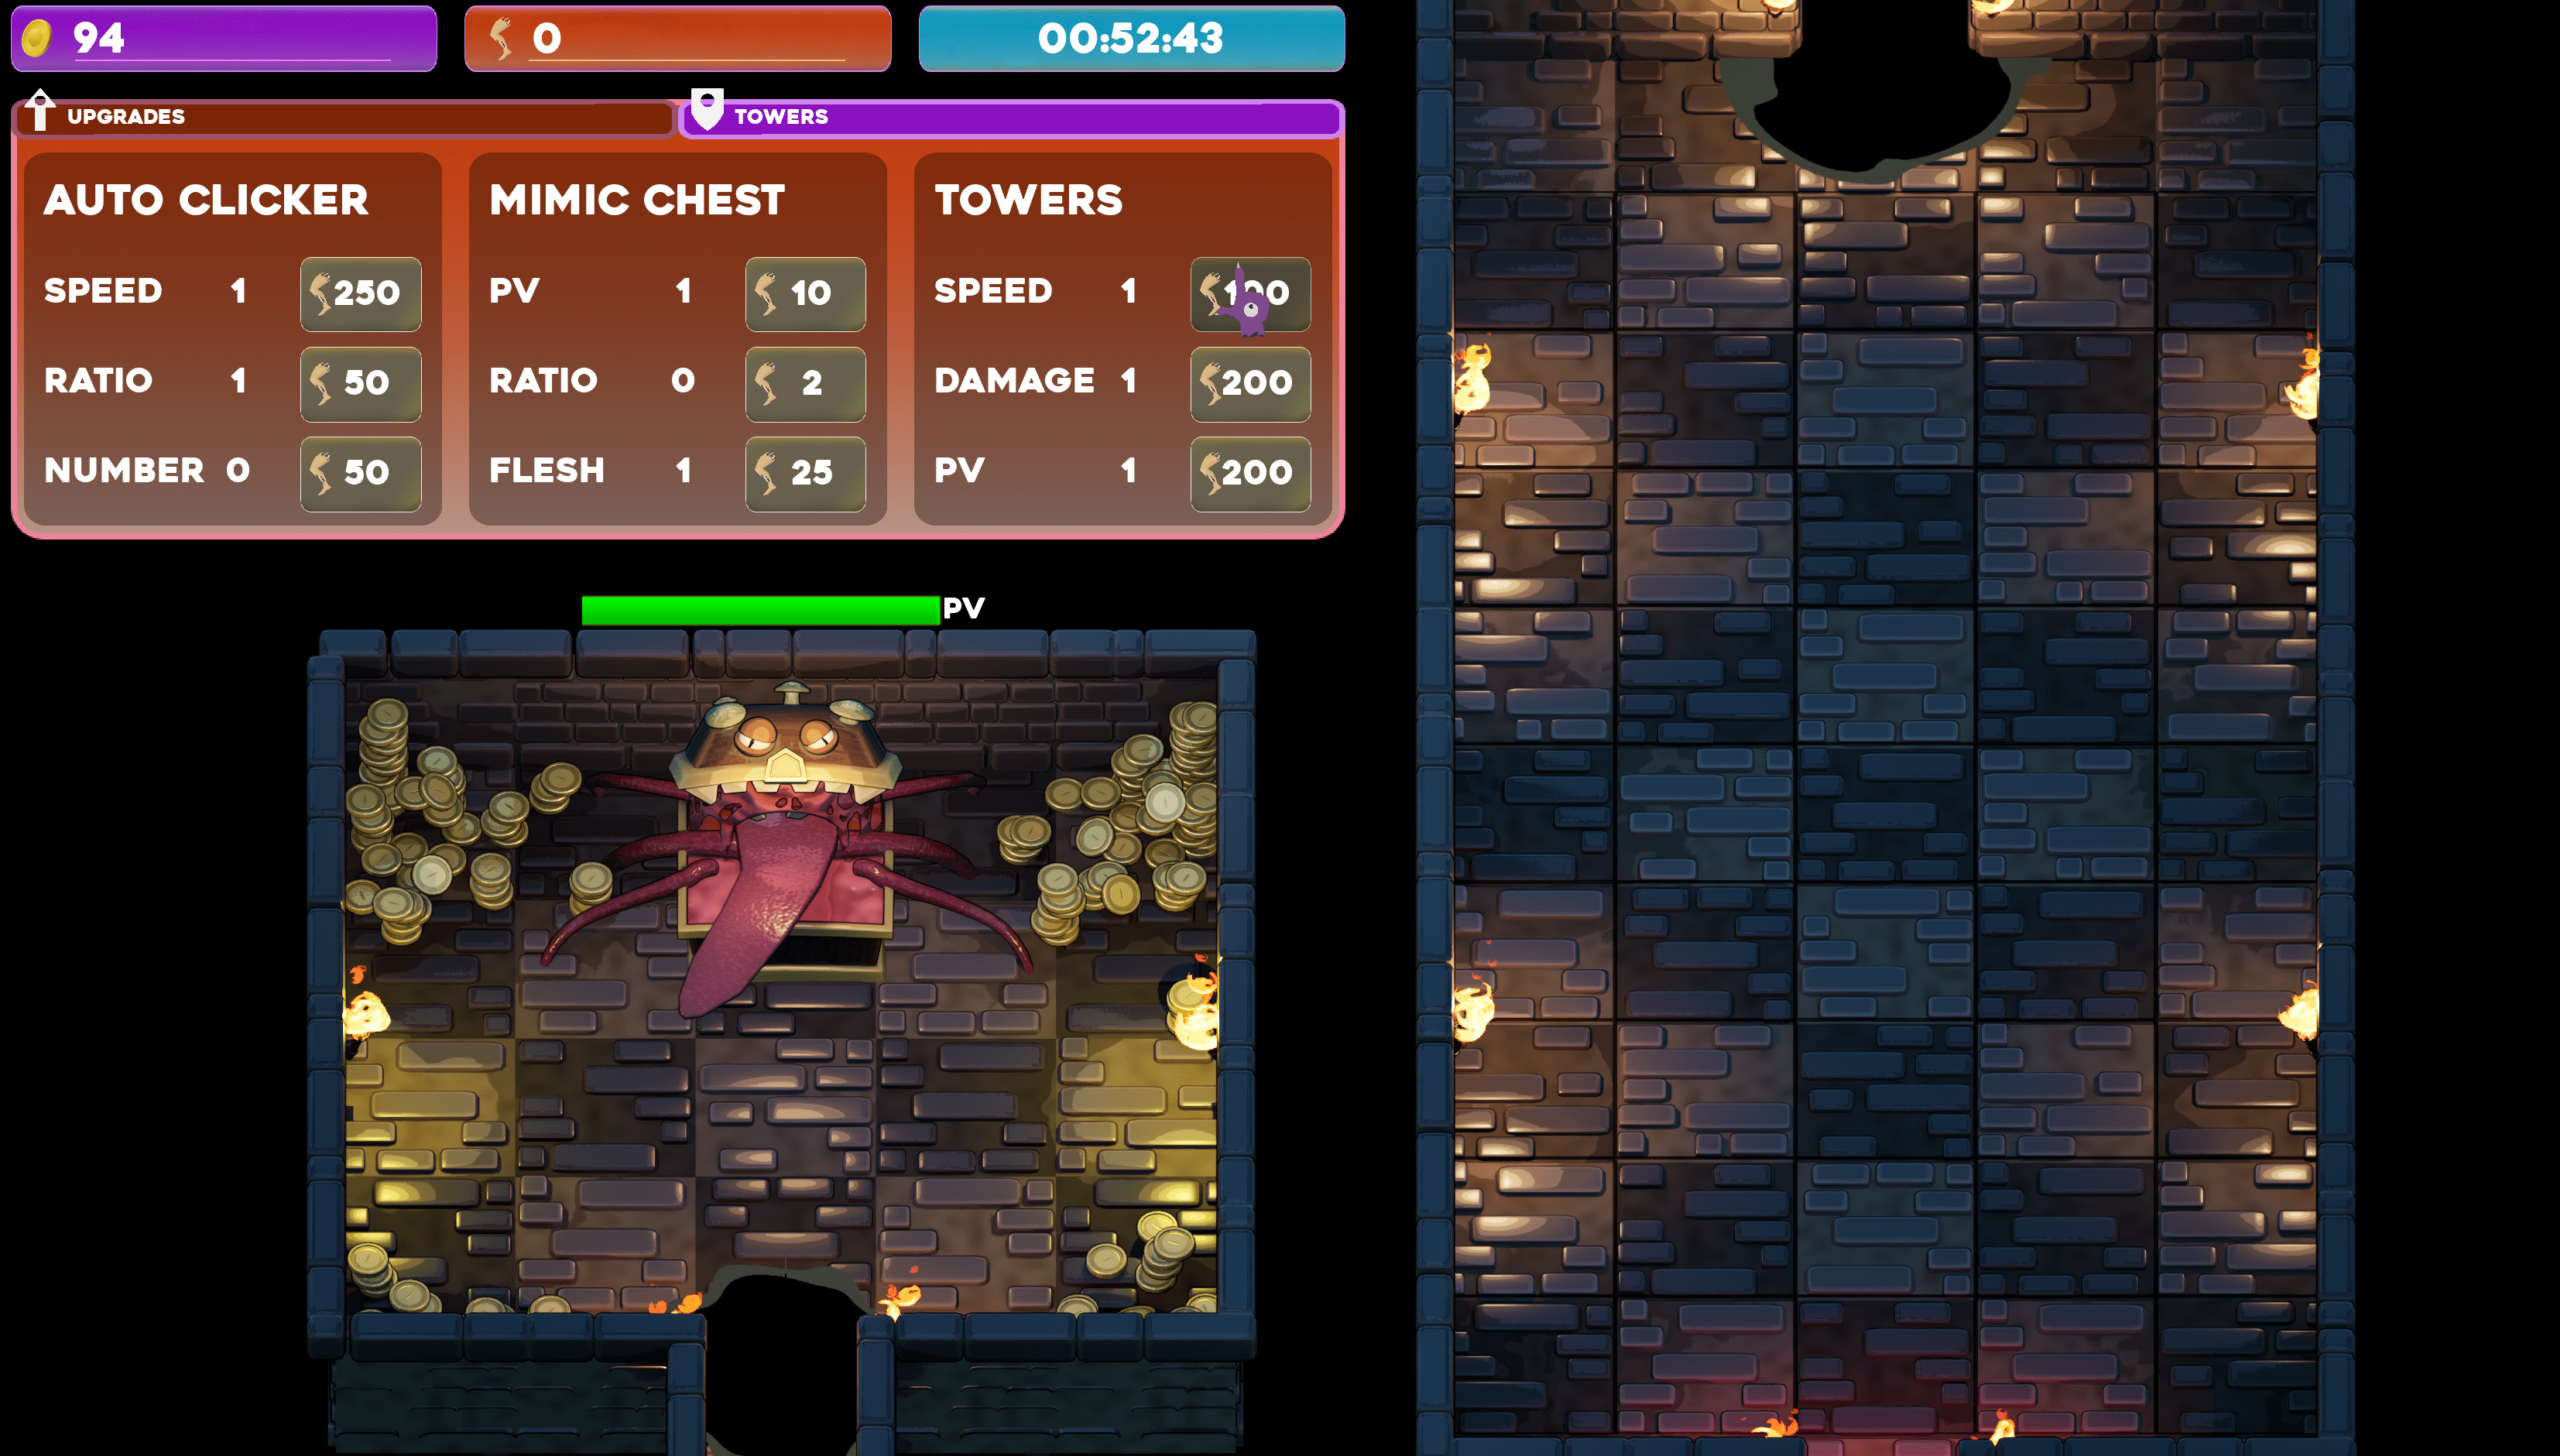 94
0
00:52:43
UPGRADES
TOWERS
AUTO CLICKER
SPEED 1 250
RATIO 1 50
NUMBER 0 50
MIMIC CHEST
PV 1 10
RATIO 0 2
FLESH 1 25
TOWERS
SPEED 1 100
DAMAGE 1 200
PV 1 200
PV